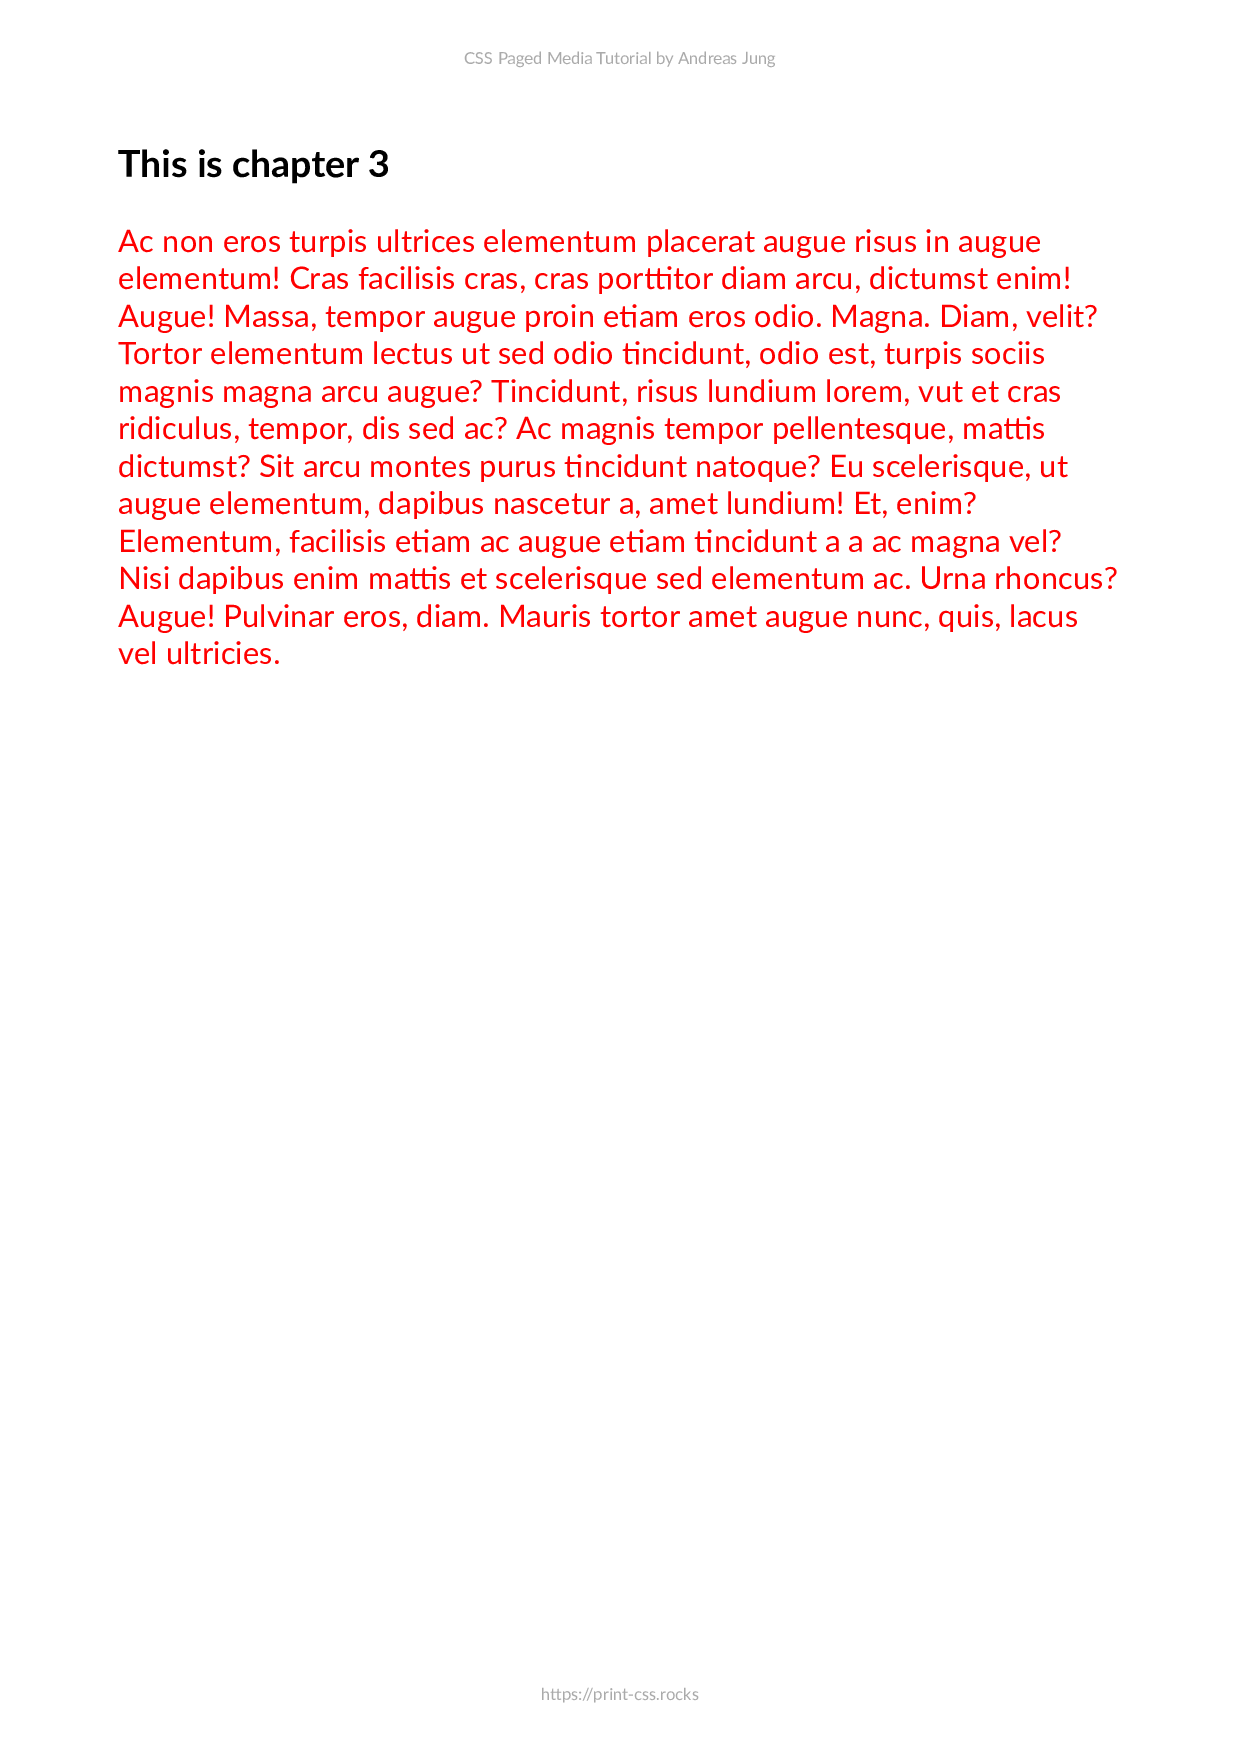 CSS Paged Media Tutorial by Andreas Jung
This is chapter 3
Ac non eros turpis ultrices elementum placerat augue risus in augue
elementum! Cras facilisis cras, cras porttitor diam arcu, dictumst enim!
Augue! Massa, tempor augue proin etiam eros odio. Magna. Diam, velit?
Tortor elementum lectus ut sed odio tincidunt, odio est, turpis sociis
magnis magna arcu augue? Tincidunt, risus lundium lorem, vut et cras
ridiculus, tempor, dis sed ac? Ac magnis tempor pellentesque, mattis
dictumst? Sit arcu montes purus tincidunt natoque? Eu scelerisque, ut
augue elementum, dapibus nascetur a, amet lundium! Et, enim?
Elementum, facilisis etiam ac augue etiam tincidunt a a ac magna vel?
Nisi dapibus enim mattis et scelerisque sed elementum ac. Urna rhoncus?
Augue! Pulvinar eros, diam. Mauris tortor amet augue nunc, quis, lacus
vel ultricies.
https://print-css.rocks